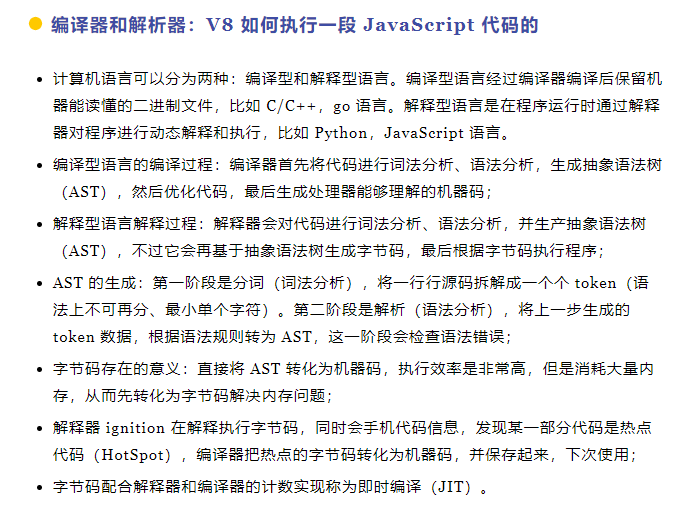 编译器和解析器：V8 如何执行一段 JavaScript 代码的
计算机语言可以分为两种：编译型和解释型语言。编译型语言经过编译器编译后保留机
器能读懂的二进制文件，比如 C/C++，go 语言。解释型语言是在程序运行时通过解释
器对程序进行动态解释和执行，比如 Python，JavaScript 语言。
编译型语言的编译过程：编译器首先将代码进行词法分析、语法分析，生成抽象语法树
（AST），然后优化代码，最后生成处理器能够理解的机器码；
解释型语言解释过程：解释器会对代码进行词法分析、语法分析，并生产抽象语法树
（AST），不过它会再基于抽象语法树生成字节码，最后根据字节码执行程序；
AST 的生成：第一阶段是分词（词法分析），将一行行源码拆解成一个个 token（语
法上不可再分、最小单个字符）。第二阶段是解析（语法分析），将上一步生成的
token 数据，根据语法规则转为 AST，这一阶段会检查语法错误；
字节码存在的意义：直接将 AST 转化为机器码，执行效率是非常高，但是消耗大量内
存，从而先转化为字节码解决内存问题；
解释器 ignition 在解释执行字节码，同时会手机代码信息，发现某一部分代码是热点
代码（HotSpot），编译器把热点的字节码转化为机器码，并保存起来，下次使用；
字节码配合解释器和编译器的计数实现称为即时编译（JIT）。